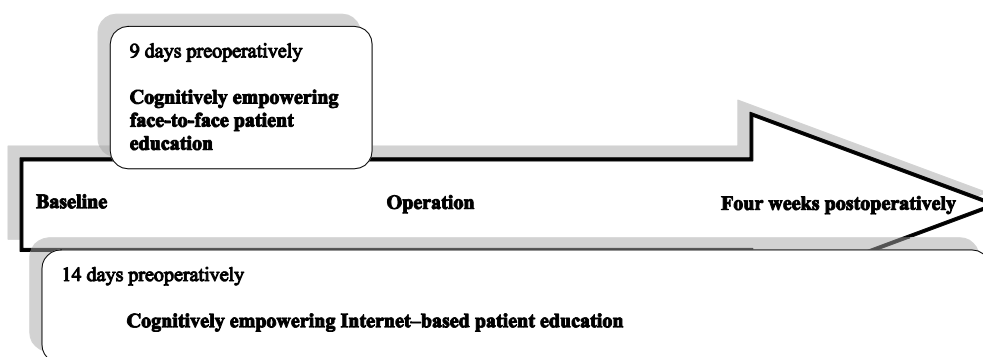 9 days preoperatively
Cognitively empowering
face-to-face patient
education
Baseline
Operation
Four weeks postoperatively
14 days preoperatively
Cognitively empowering Internet–based patient education